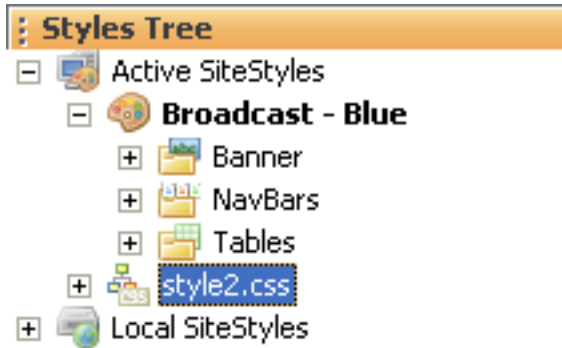 Styles Tree
Active SiteStyles
Broadcast - Blue
Banner
NavBars
Tables
style2.css
Local SiteStyles